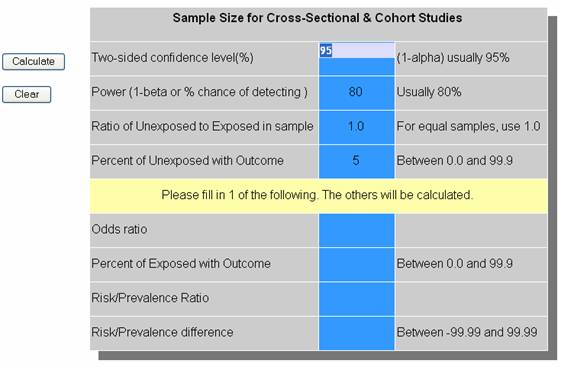 Sample Size for Cross-Sectional & Cohort Studies
Calculate
Clear
Two-sided confidence level(%) 95 (1-alpha) usually 95%
Power (1-beta or % chance of detecting ) 80 Usually 80%
Ratio of Unexposed to Exposed in sample 1.0 For equal samples, use 1.0
Percent of Unexposed with Outcome 5 Between 0.0 and 99.9
Please fill in 1 of the following. The others will be calculated.
Odds ratio
Percent of Exposed with Outcome Between 0.0 and 99.9
Risk/Prevalence Ratio
Risk/Prevalence difference Between -99.99 and 99.99